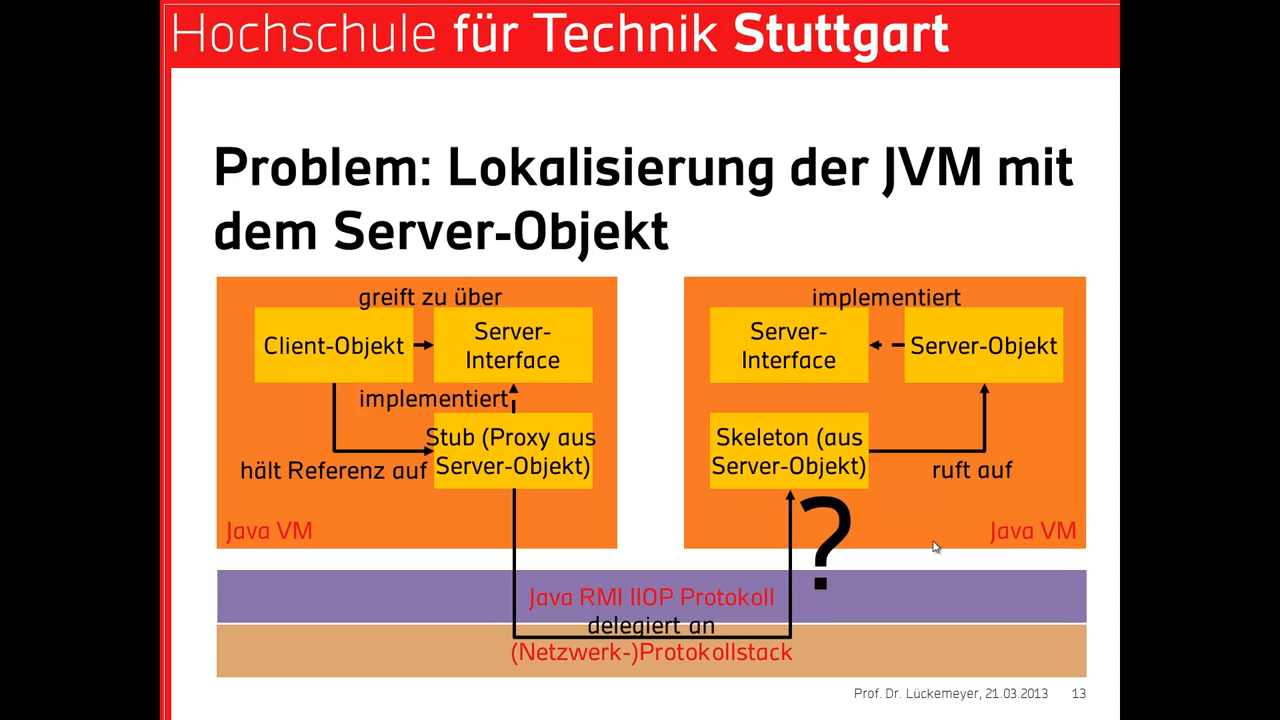 Hochschule für Technik Stuttgart
Problem: Lokalisierung der JVM mit
dem Server-Objekt
greift zu über
Client-Objekt
Server-
Interface
implementiert
Stub (Proxy aus
Server-Objekt)
hält Referenz auf
Java VM
implementiert
Server-
Interface
Server-Objekt
Skeleton (aus
Server-Objekt)
ruft auf
?
Java VM
Java RMI IIOP Protokoll
delegiert an
(Netzwerk-)Protokollstack
Prof. Dr. Lückemeyer, 21.03.2013 13